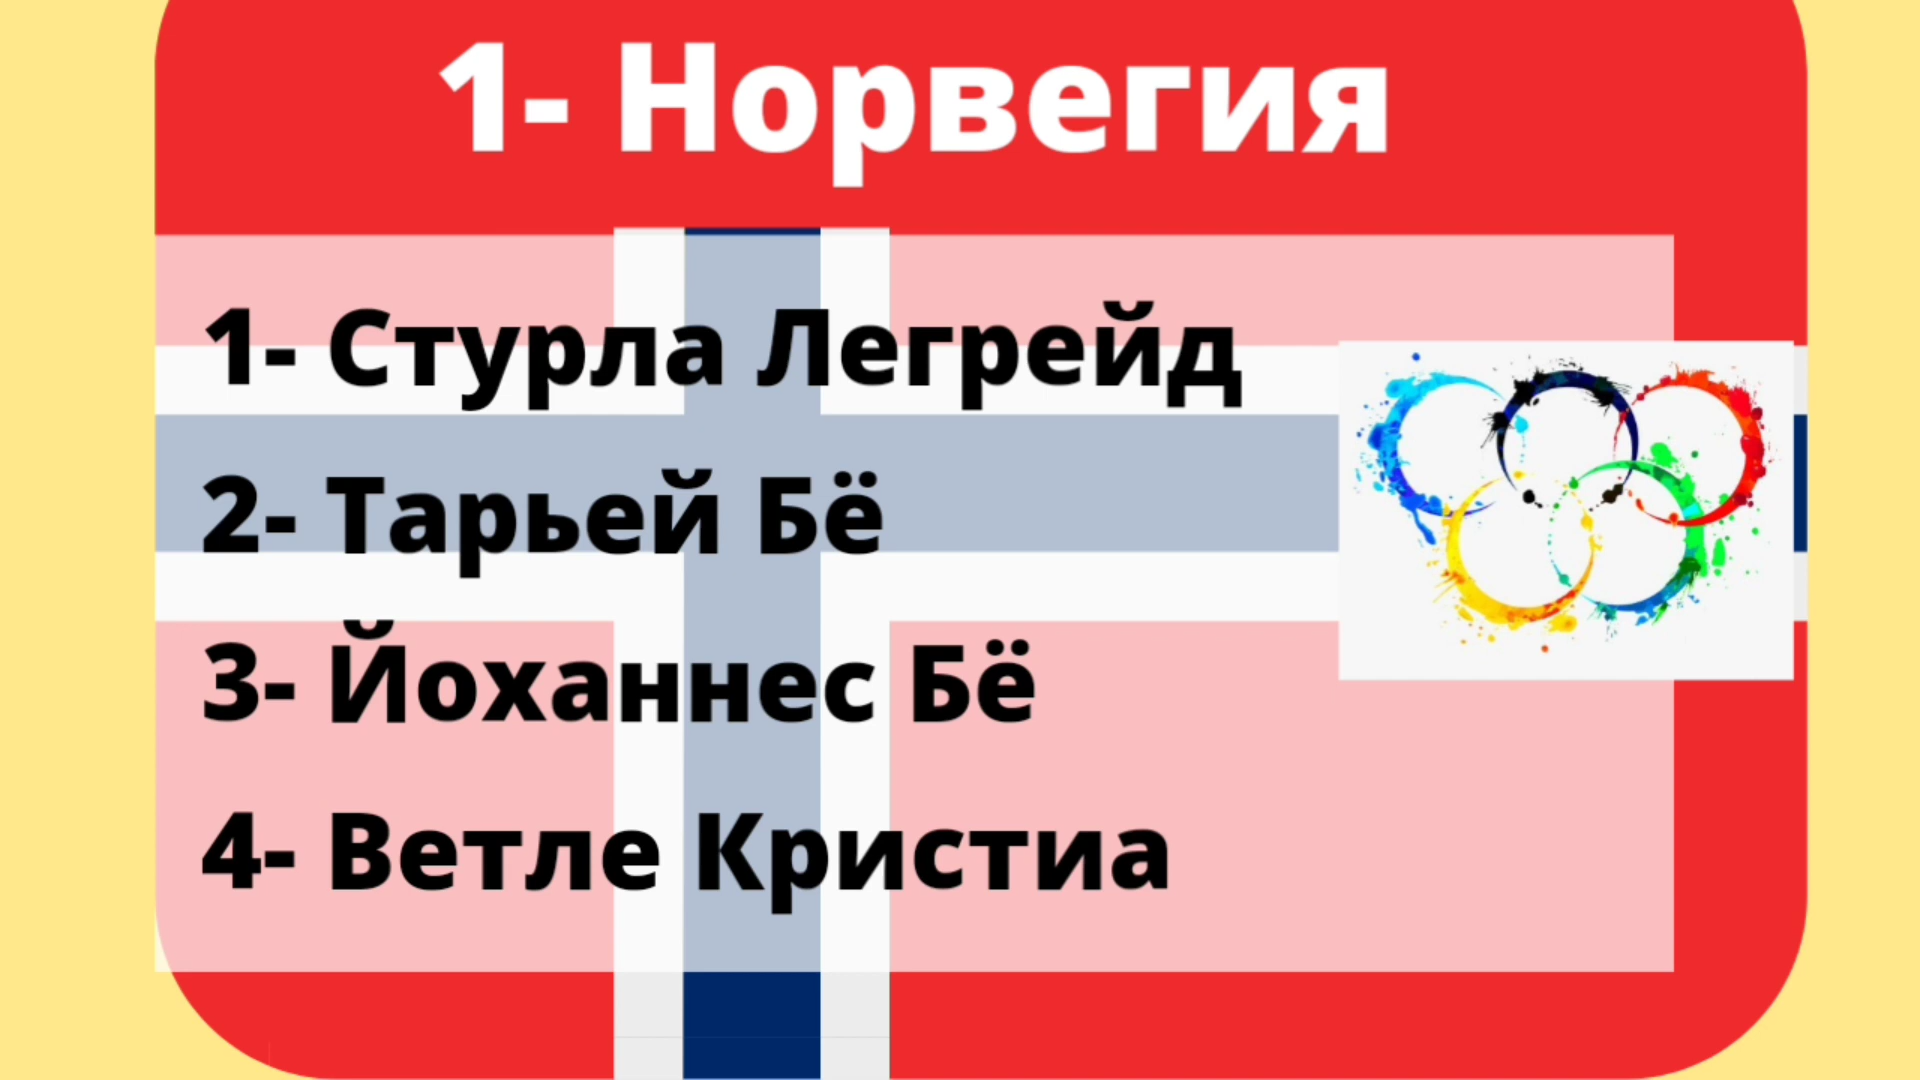 1- Норвегия
1- Стурла Легрейд
2- Тарьей Бё
3- Йоханнес Бё
4- Ветле Кристиа